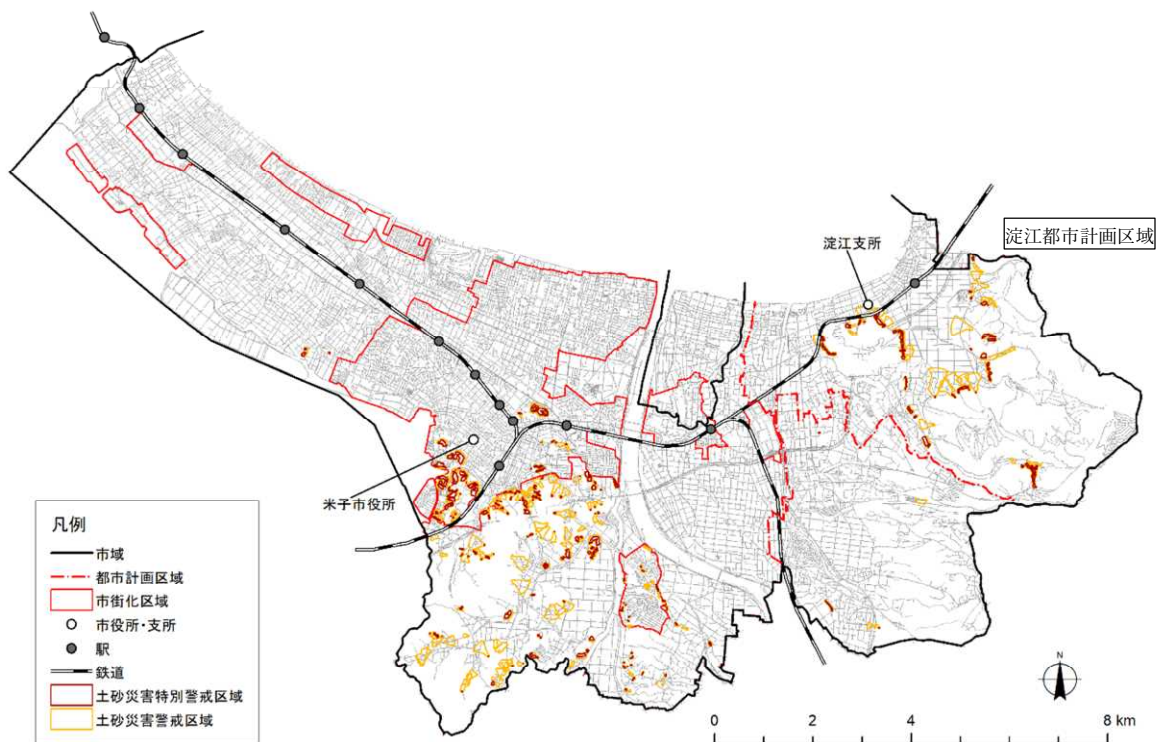 淀江都市計画区域
淀江支所
米子市役所
凡例
市域
都市計画区域
市街化区域
市役所・支所
駅
鉄道
土砂災害特別警戒区域
土砂災害警戒区域
N
0 2 4 8 km